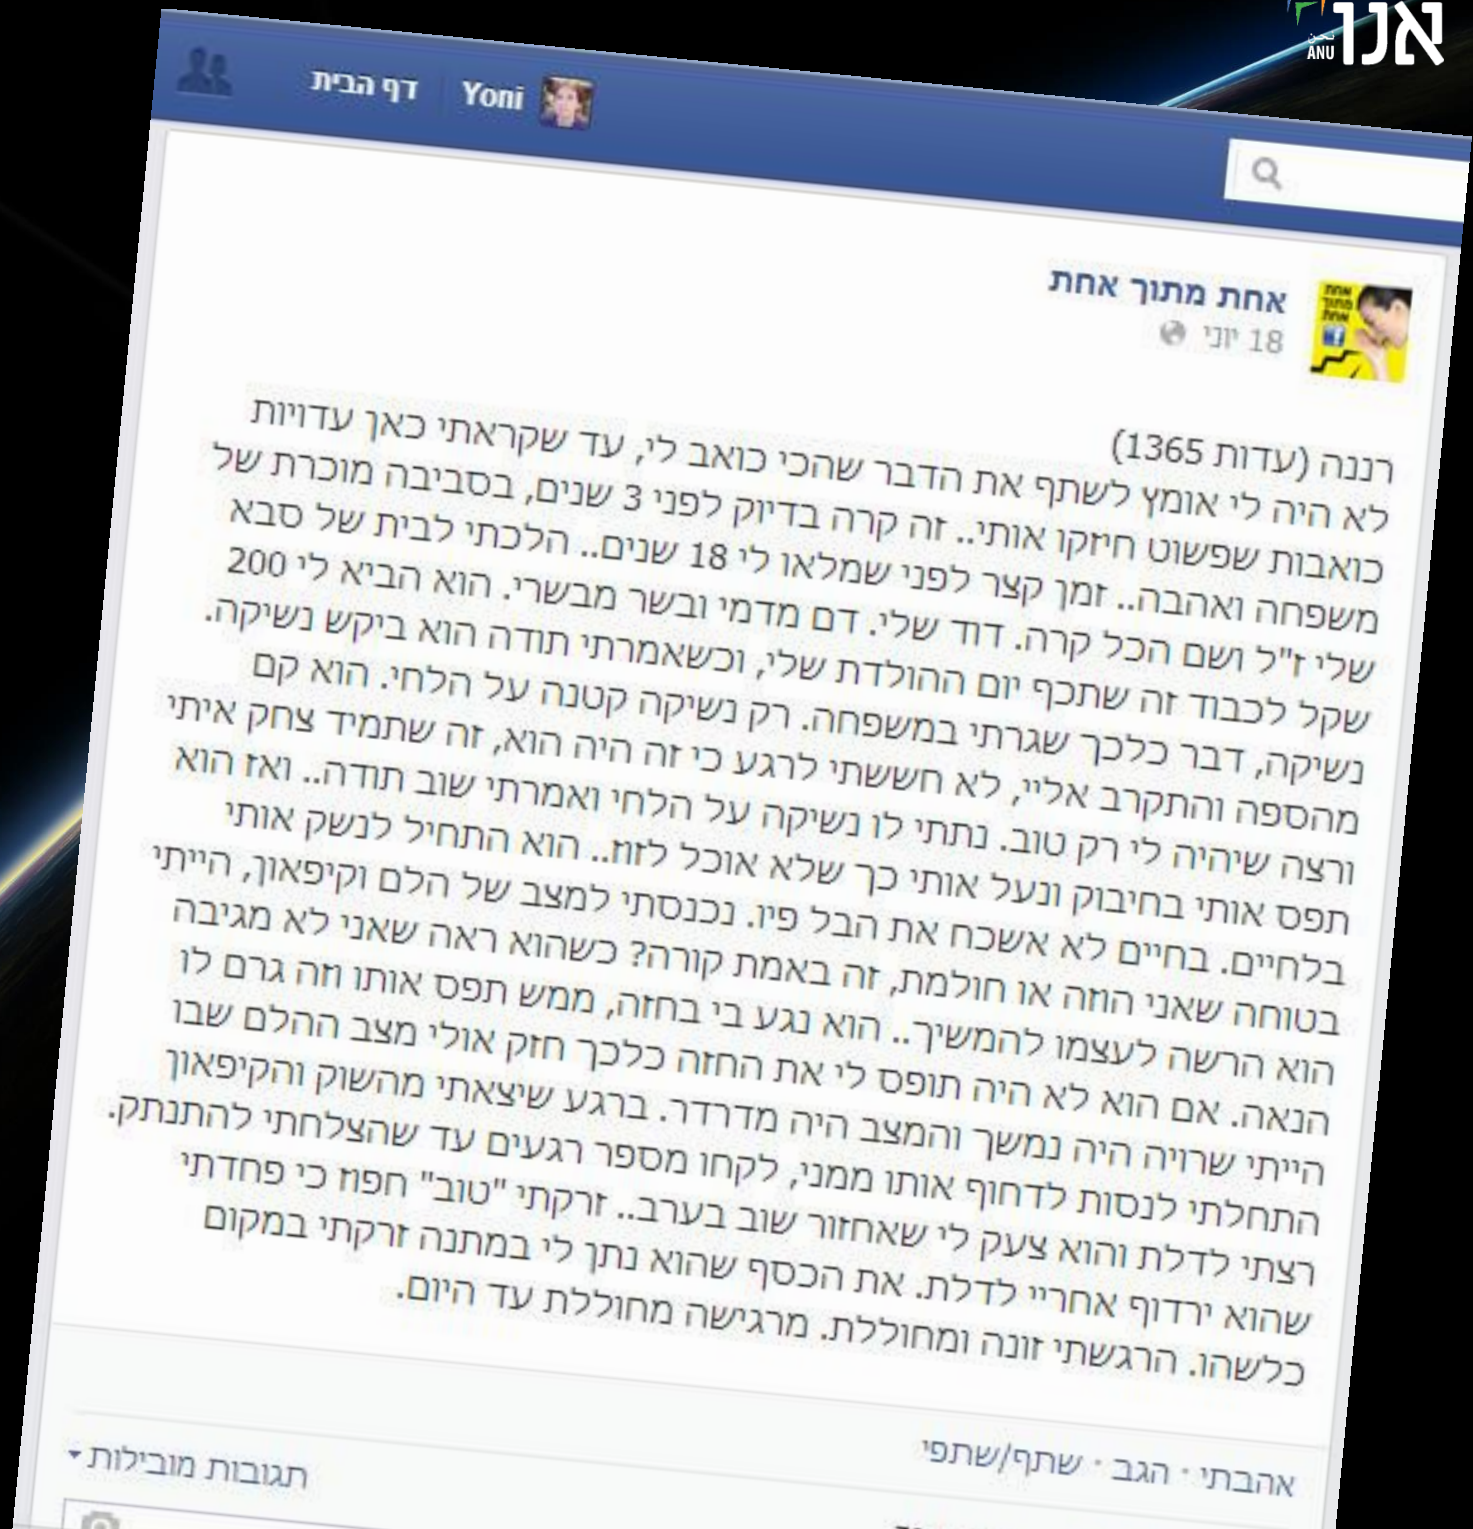 אנו
نحن
ANU
דף הבית
Yoni
אחת מתוך אחת
18 יוני
רננה (עדות 1365)
לא היה לי אומץ לשתף את הדבר שהכי כואב לי, עד שקראתי כאן עדויות
כואבות שפשוט חיזקו אותי.. זה קרה בדיוק לפני 3 שנים, בסביבה מוכרת של
משפחה ואהבה.. זמן קצר לפני שמלאו לי 18 שנים.. הלכתי לבית של סבא
שלי ז"ל ושם הכל קרה. דוד שלי. דם מדמי ובשר מבשרי. הוא הביא לי 200
שקל לכבוד זה שתכף יום ההולדת שלי, וכשאמרתי תודה הוא ביקש נשיקה.
נשיקה, דבר כלכך שגרתי במשפחה. רק נשיקה קטנה על הלחי. הוא קם
מהספה והתקרב אליי, לא חששתי לרגע כי זה היה הוא, זה שתמיד צחק איתי
ורצה שיהיה לי רק טוב. נתתי לו נשיקה על הלחי ואמרתי שוב תודה.. ואז הוא
תפס אותי בחיבוק ונעל אותי כך שלא אוכל לזוז.. הוא התחיל לנשק אותי
בלחיים. בחיים לא אשכח את הבל פיו. נכנסתי למצב של הלם וקיפאון, הייתי
בטוחה שאני הוזה או חולמת, זה באמת קורה? כשהוא ראה שאני לא מגיבה
הוא הרשה לעצמו להמשיך.. הוא נגע בי בחזה, ממש תפס אותו וזה גרם לו
הנאה. אם הוא לא היה תופס לי את החזה כלכך חזק אולי מצב ההלם שבו
הייתי שרויה היה נמשך והמצב היה מדרדר. ברגע שיצאתי מהשוק והקיפאון
התחלתי לנסות לדחוף אותו ממני, לקחו מספר רגעים עד שהצלחתי להתנתק.
רצתי לדלת והוא צעק לי שאחזור שוב בערב.. זרקתי "טוב" חפוז כי פחדתי
שהוא ירדוף אחריי לדלת. את הכסף שהוא נתן לי במתנה זרקתי במקום
כלשהו. הרגשתי זונה ומחוללת. מרגישה מחוללת עד היום.
אהבתי · הגב · שתף/שתפי
תגובות מובילות